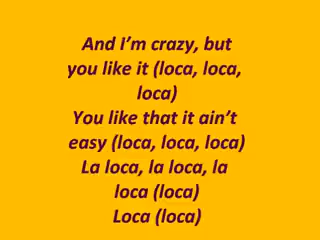 And I'm crazy, but
you like it (loca, loca,
loca)
You like that it ain't
easy (loca, loca, loca)
La loca, la loca, la
loca (loca)
Loca (loca)